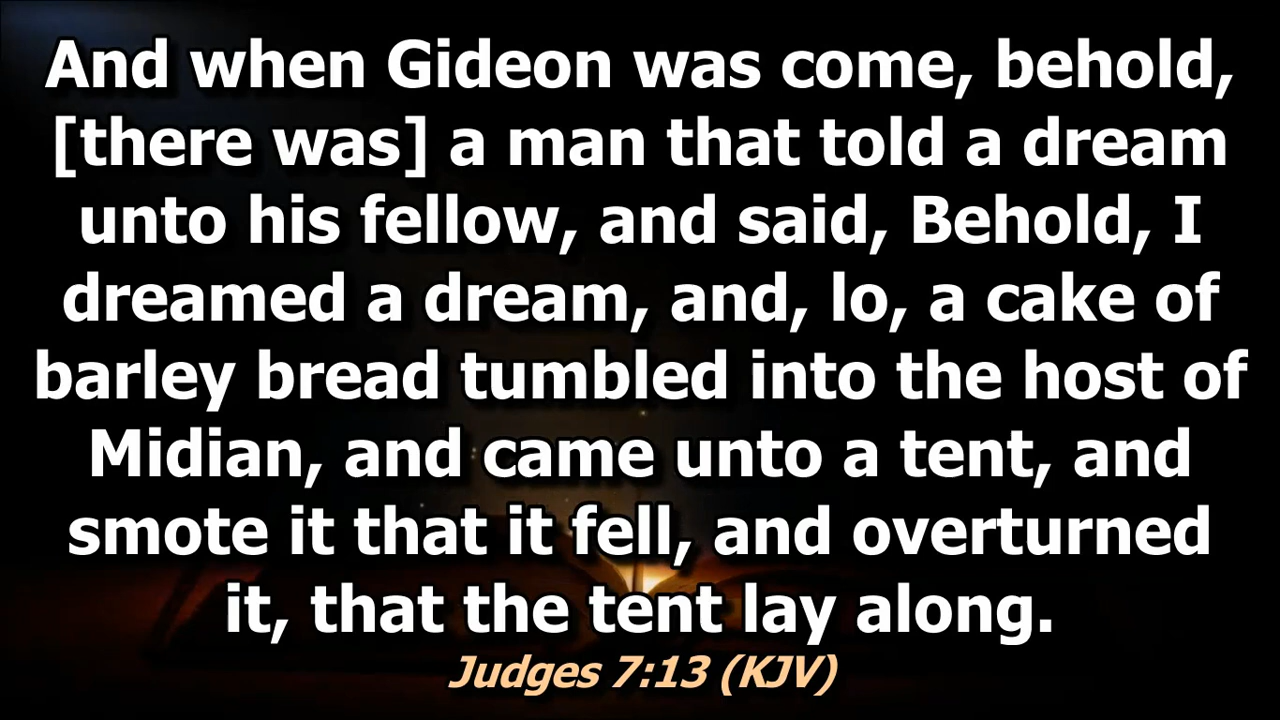 And when Gideon was come, behold,
[there was] a man that told a dream
unto his fellow, and said, Behold, I
dreamed a dream, and, lo, a cake of
barley bread tumbled into the host of
Midian, and came unto a tent, and
smote it that it fell, and overturned
it, that the tent lay along.
Judges 7:13 (KJV)